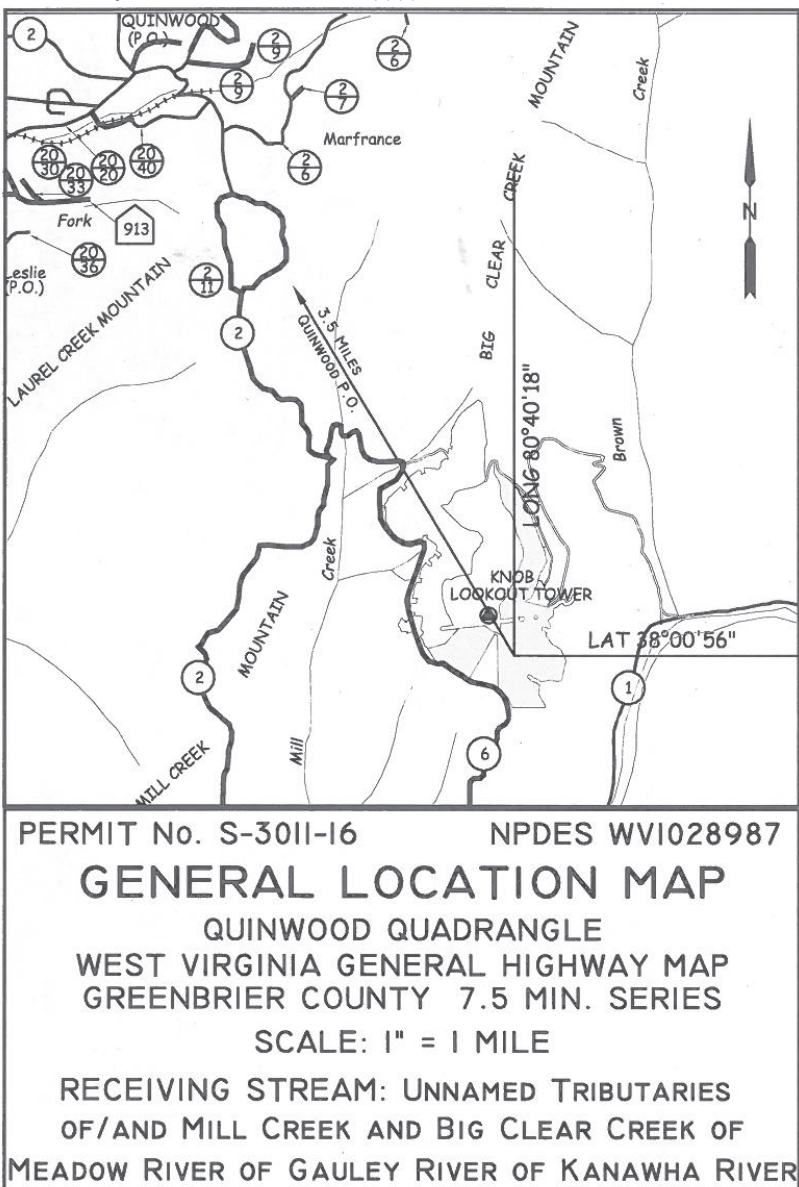 QUINWOOD
(P.O.)
2
2
9
2
9
2
6
2
7
2
6
Marfrance
20
30
20
33
20
20
20
40
Fork
913
20
36
eslie
(P.O.)
2
11
LAUREL CREEK MOUNTAIN
2
3.5 MILES
QUINWOOD P.O.
MOUNTAIN
Creek
CREEK
CLEAR
BIG
N
LONG 80°40'18"
Brown
Creek
KNOB
LOOKOUT TOWER
LAT 38°00'56"
MOUNTAIN
2
1
6
Mill
MILL CREEK
PERMIT No. S-3011-16 NPDES WV1028987
GENERAL LOCATION MAP
QUINWOOD QUADRANGLE
WEST VIRGINIA GENERAL HIGHWAY MAP
GREENBRIER COUNTY 7.5 MIN. SERIES
SCALE: 1" = 1 MILE
RECEIVING STREAM: UNNAMED TRIBUTARIES
OF/AND MILL CREEK AND BIG CLEAR CREEK OF
MEADOW RIVER OF GAULEY RIVER OF KANAWHA RIVER